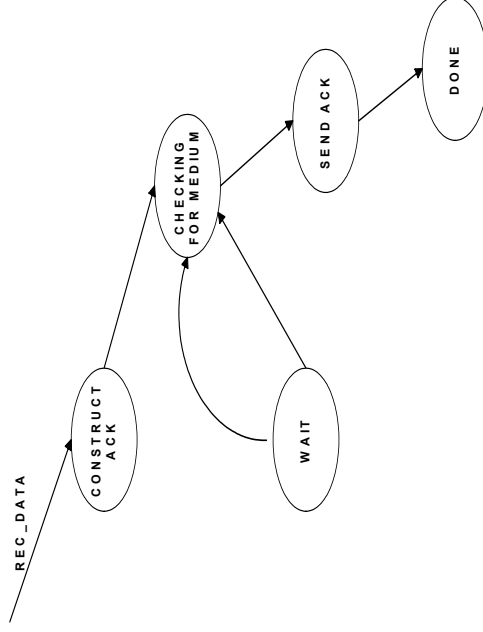 REC_DATA
CONSTRUCT
ACK
CHECKING
FOR MEDIUM
WAIT
SEND ACK
DONE